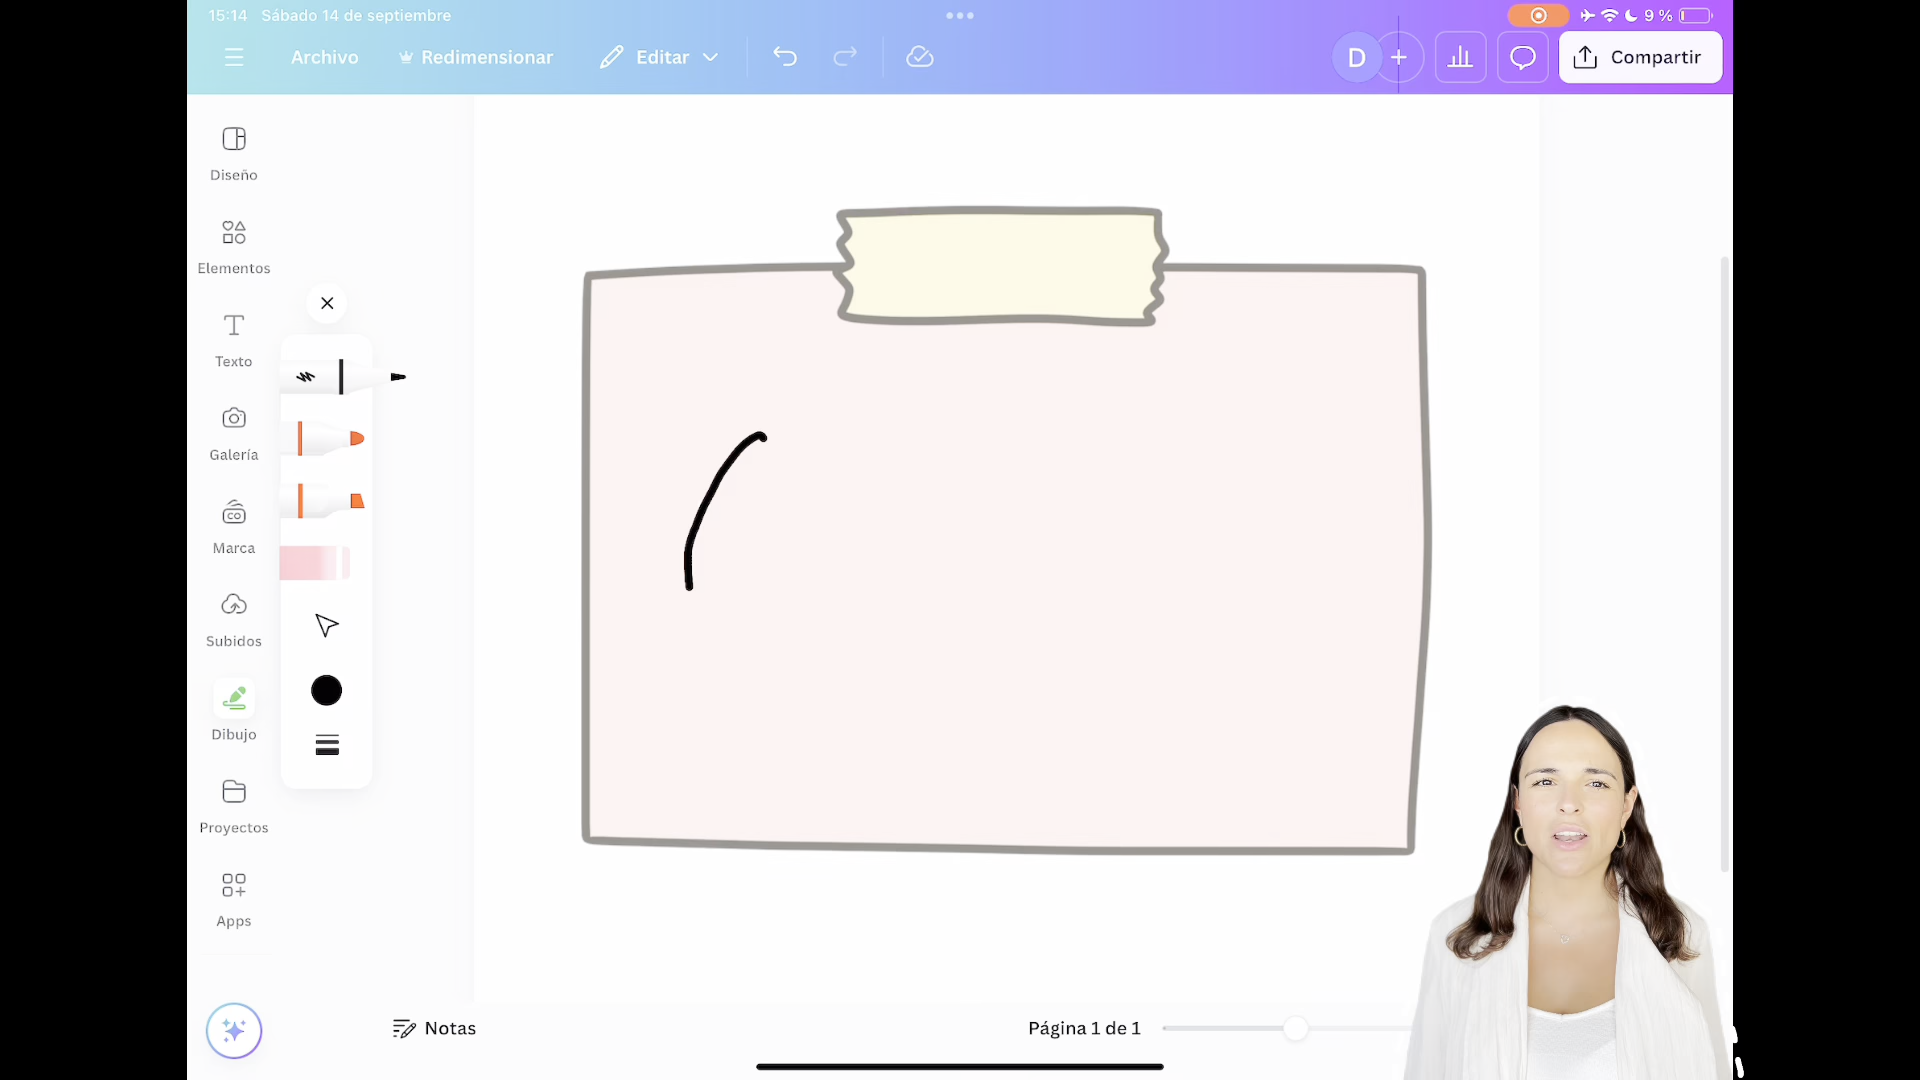 15:14 Sábado 14 de septiembre
9 %
Archivo
Redimensionar
Editar
D
Compartir
Diseño
Elementos
Texto
Galería
CO
Marca
Subidos
Dibujo
Proyectos
Apps
Notas
Página 1 de 1